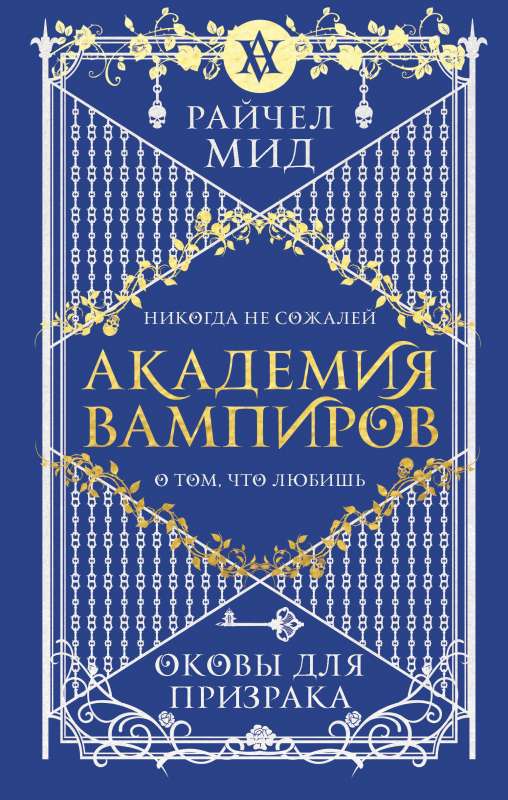 РАЙЧЕЛ
МИД
НИКОГДА НЕ СОЖАЛЕЙ
АКАДЕМИЯ
ВАМПИРОВ
О ТОМ, ЧТО ЛЮБИШЬ
ОКОВЫ ДЛЯ
ПРИЗРАКА